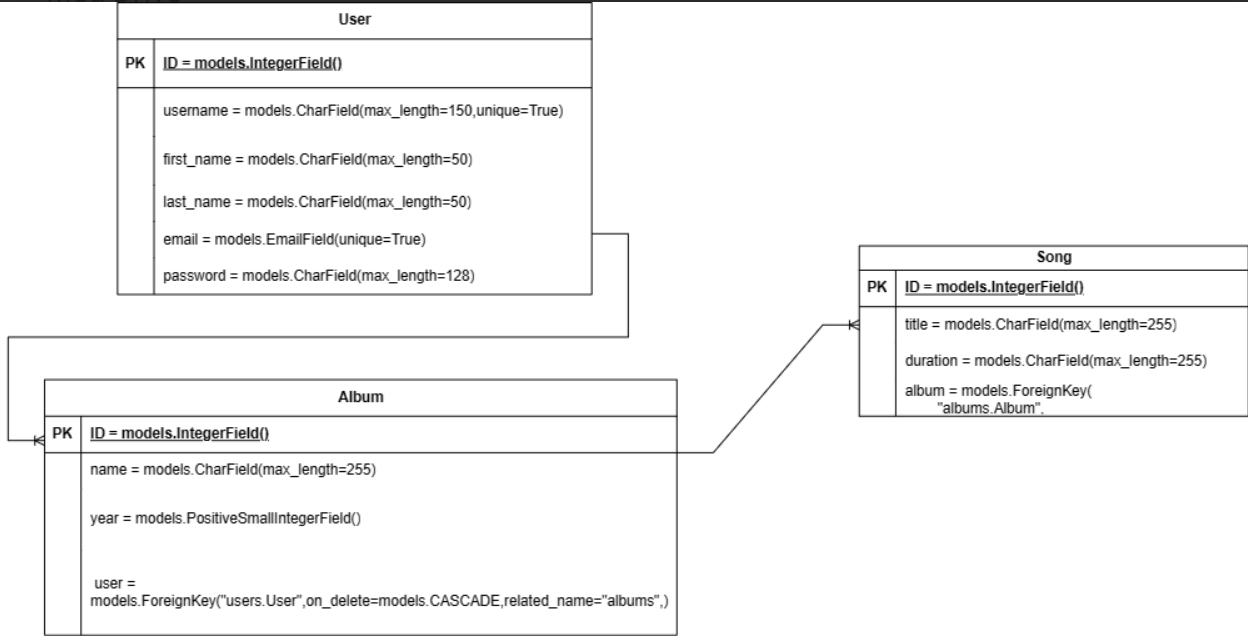 User
PK ID = models.IntegerField()
username = models.CharField(max_length=150,unique=True)
first_name = models.CharField(max_length=50)
last_name = models.CharField(max_length=50)
email = models.EmailField(unique=True)
password = models.CharField(max_length=128)
Song
PK ID = models.IntegerField()
title = models.CharField(max_length=255)
duration = models.CharField(max_length=255)
album = models.ForeignKey(
"albums.Album",
Album
PK ID = models.IntegerField()
name = models.CharField(max_length=255)
year = models.PositiveSmallIntegerField()
user =
models.ForeignKey("users.User",on_delete=models.CASCADE,related_name="albums",)